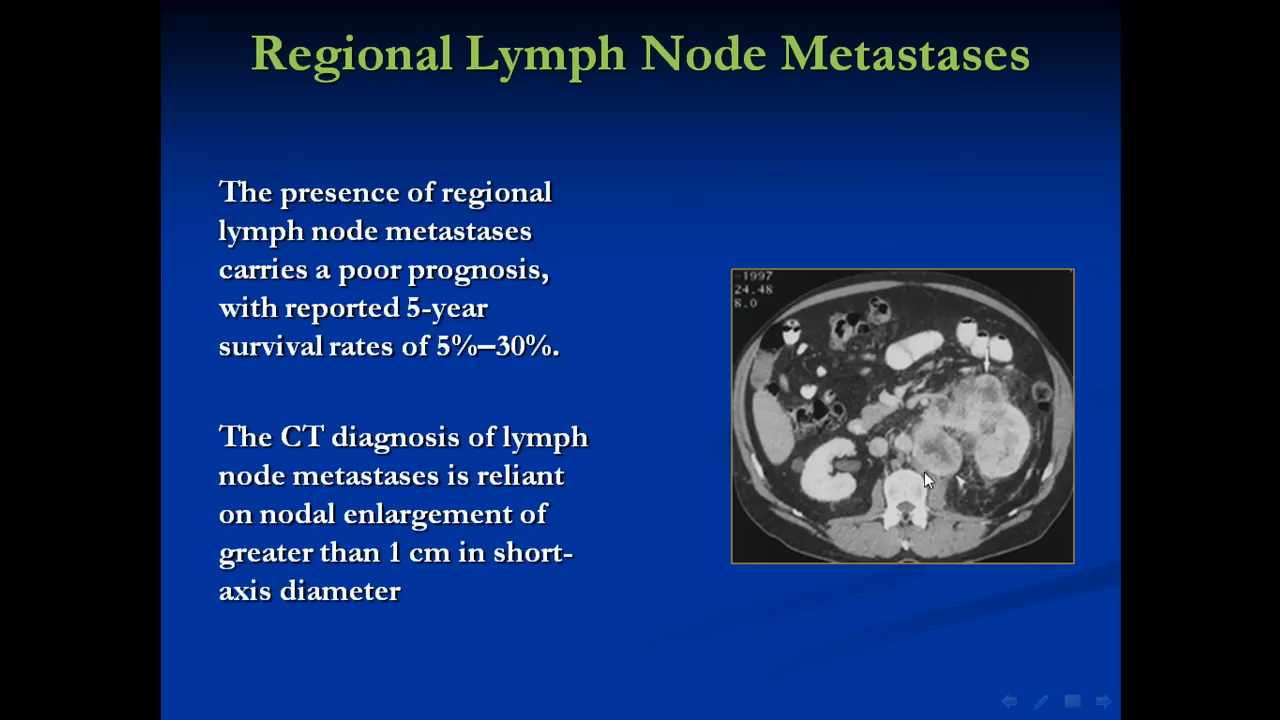 Regional Lymph Node Metastases
The presence of regional
lymph node metastases
carries a poor prognosis,
with reported 5-year
survival rates of 5%–30%.
The CT diagnosis of lymph
node metastases is reliant
on nodal enlargement of
greater than 1 cm in short-
axis diameter
-1997
24.48
8.0